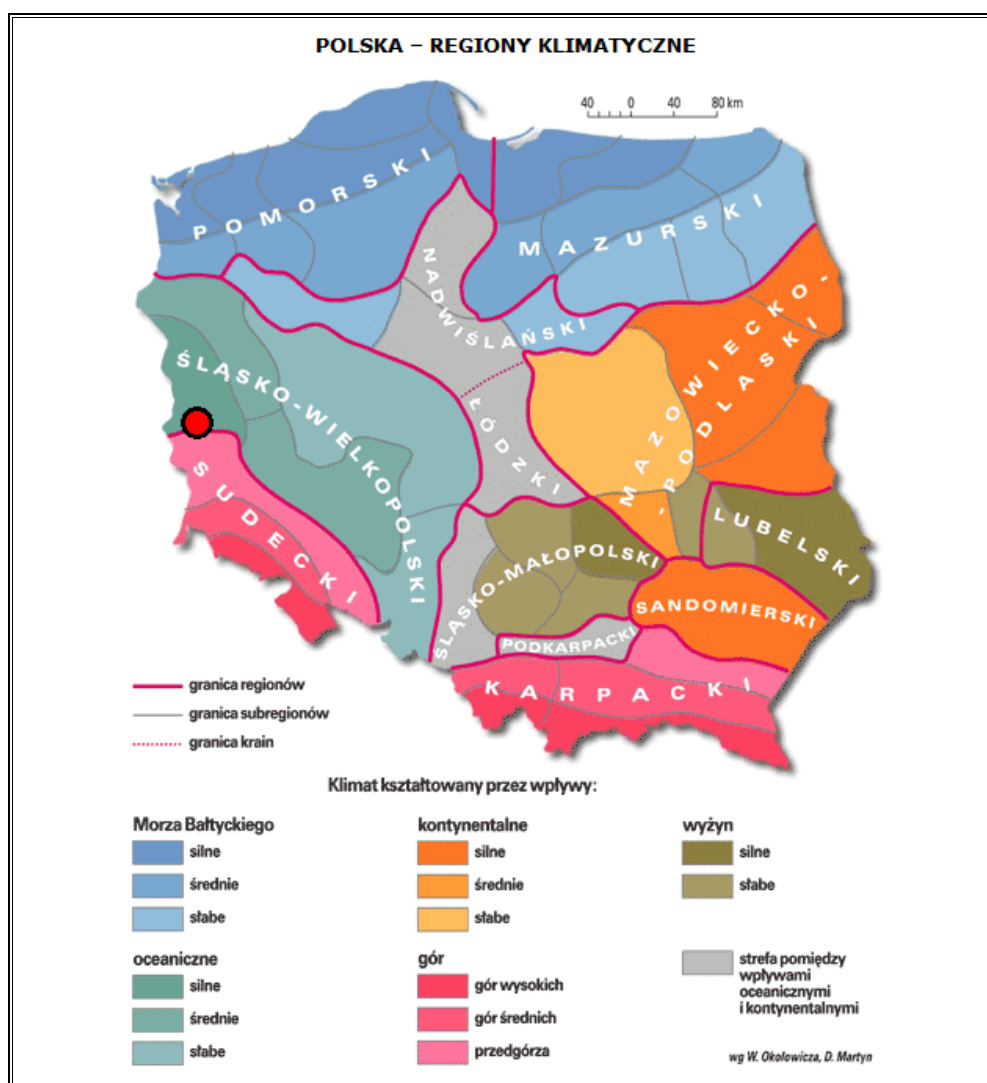 POLSKA – REGIONY KLIMATYCZNE
40 0 40 80 km
POMORSKI
MAZURSKI
NADWIŚLAŃSKI
MAZOWIECKO-
-PODLASKI
ŚLĄSKO-WIELKOPOLSKI
ŁÓDZKI
SUDECKI
LUBELSKI
ŚLĄSKO-MAŁOPOLSKI
SANDOMIERSKI
PODKARPACKI
KARPACKI
granica regionów
granica subregionów
granica krain
Klimat kształtowany przez wpływy:
Morza Bałtyckiego
silne
średnie
słabe
kontynentalne
silne
średnie
słabe
wyżyn
silne
słabe
oceaniczne
silne
średnie
słabe
gór
gór wysokich
gór średnich
przedgórza
strefa pomiędzy
wpływami
oceanicznymi
i kontynentalnymi
wg W. Okołowicza, D. Martyn